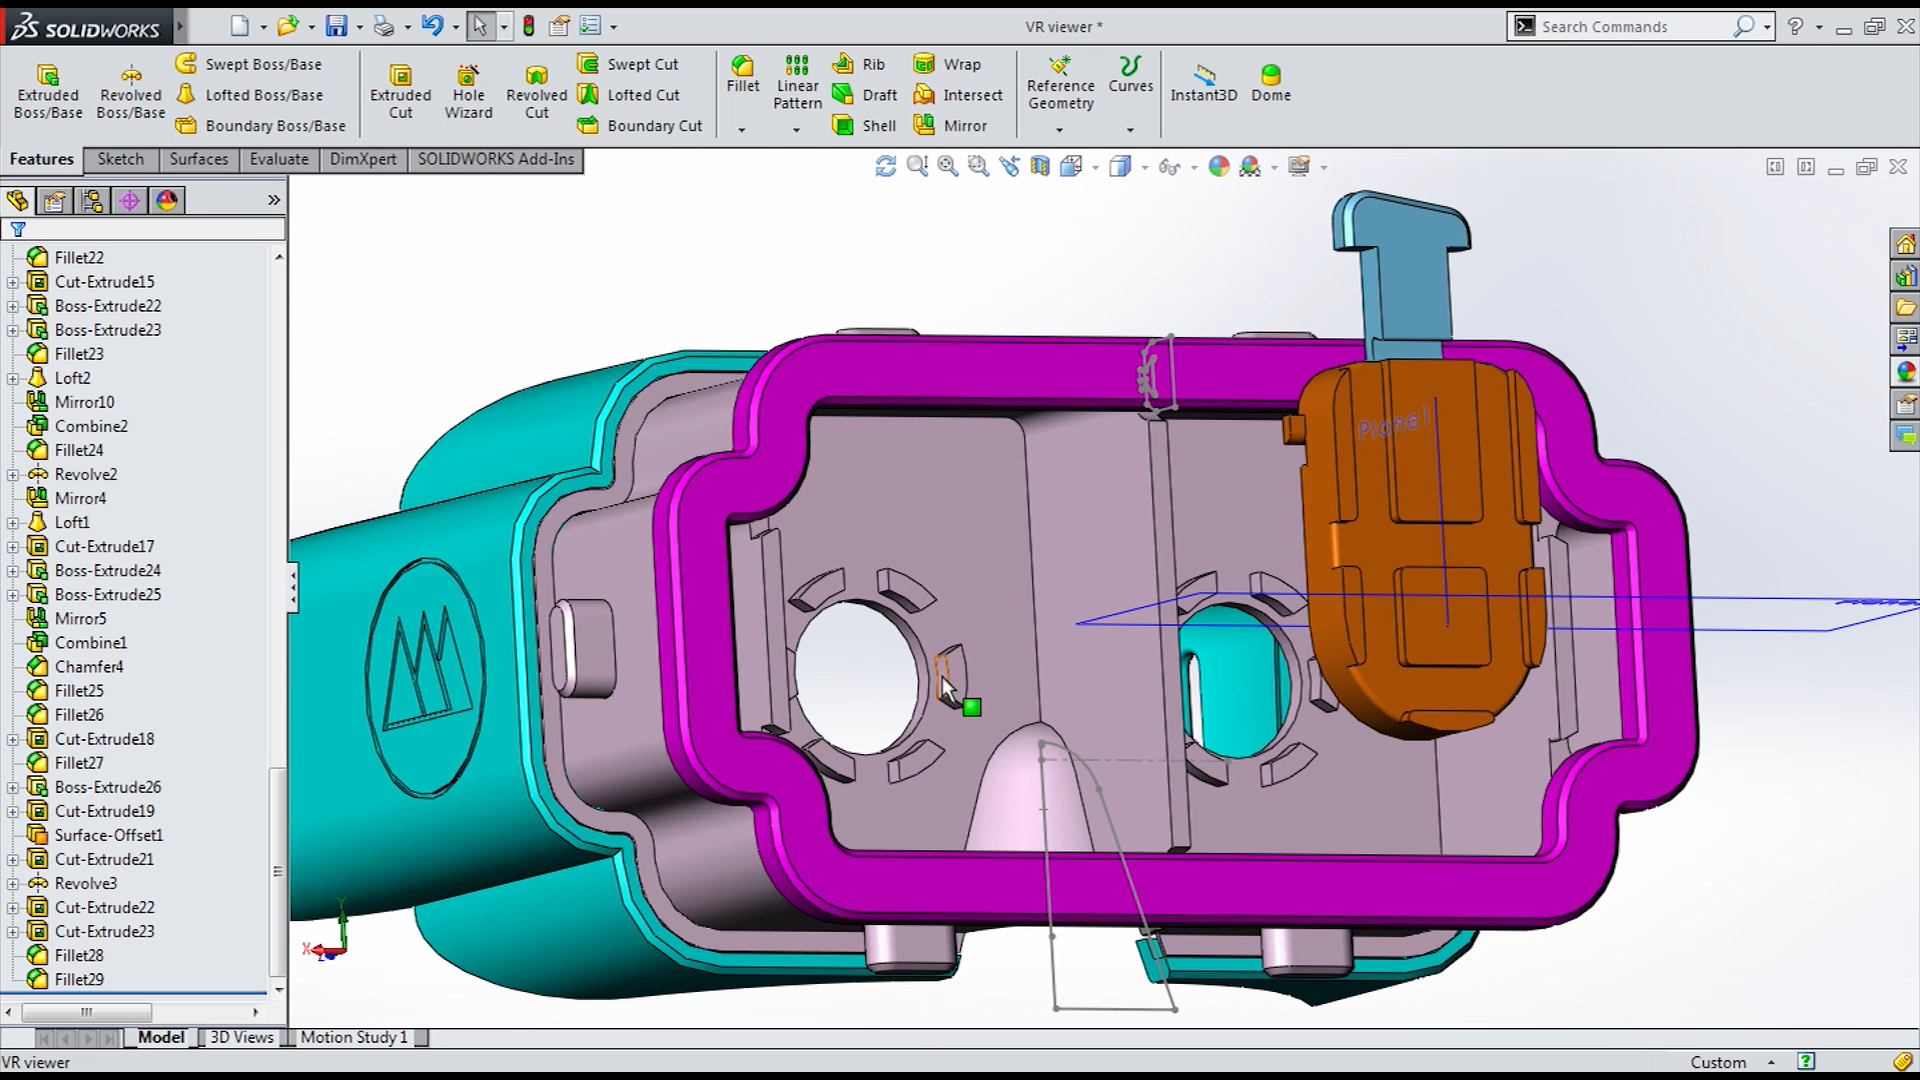 SOLIDWORKS
VR viewer *
Search Commands
Extruded Boss/Base
Revolved Boss/Base
Swept Boss/Base
Lofted Boss/Base
Boundary Boss/Base
Extruded Cut
Hole Wizard
Revolved Cut
Swept Cut
Lofted Cut
Boundary Cut
Fillet
Linear Pattern
Rib
Draft
Shell
Wrap
Intersect
Mirror
Reference Geometry
Curves
Instant3D
Dome
Features
Sketch
Surfaces
Evaluate
DimXpert
SOLIDWORKS Add-Ins
Fillet22
Cut-Extrude15
Boss-Extrude22
Boss-Extrude23
Fillet23
Loft2
Mirror10
Combine2
Fillet24
Revolve2
Mirror4
Loft1
Cut-Extrude17
Boss-Extrude24
Boss-Extrude25
Mirror5
Combine1
Chamfer4
Fillet25
Fillet26
Cut-Extrude18
Fillet27
Boss-Extrude26
Cut-Extrude19
Surface-Offset1
Cut-Extrude21
Revolve3
Cut-Extrude22
Cut-Extrude23
Fillet28
Fillet29
Plane1
Y
X
Model
3D Views
Motion Study 1
VR viewer
Custom